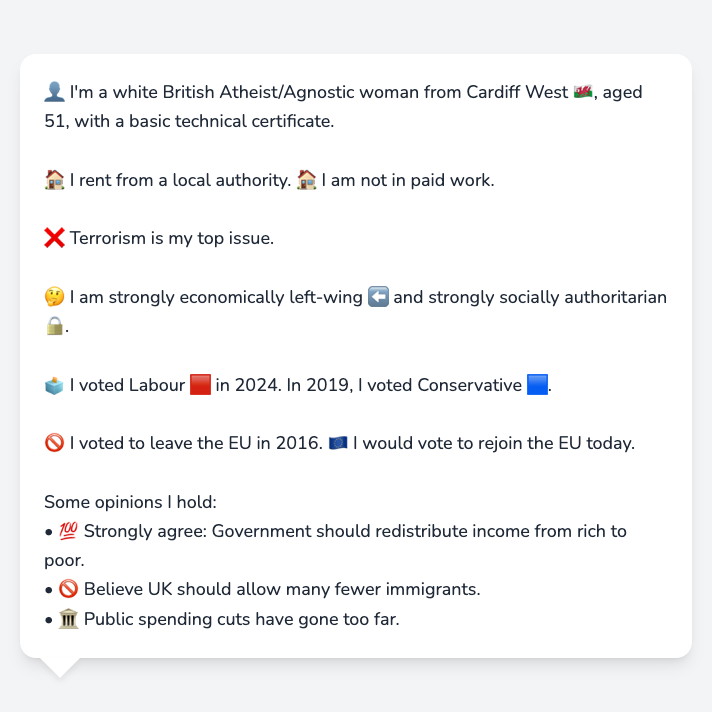 👤 I'm a white British Atheist/Agnostic woman from Cardiff West 🏴󠁧󠁢󠁷󠁬󠁳󠁿, aged
51, with a basic technical certificate.
🏠 I rent from a local authority. 🏠 I am not in paid work.
❌ Terrorism is my top issue.
🤔 I am strongly economically left-wing ⬅️ and strongly socially authoritarian
🔒.
🗳️ I voted Labour 🟥 in 2024. In 2019, I voted Conservative 🟦.
🚫 I voted to leave the EU in 2016. 🇪🇺 I would vote to rejoin the EU today.
Some opinions I hold:
• 💯 Strongly agree: Government should redistribute income from rich to
poor.
• 🚫 Believe UK should allow many fewer immigrants.
• 🏛️ Public spending cuts have gone too far.